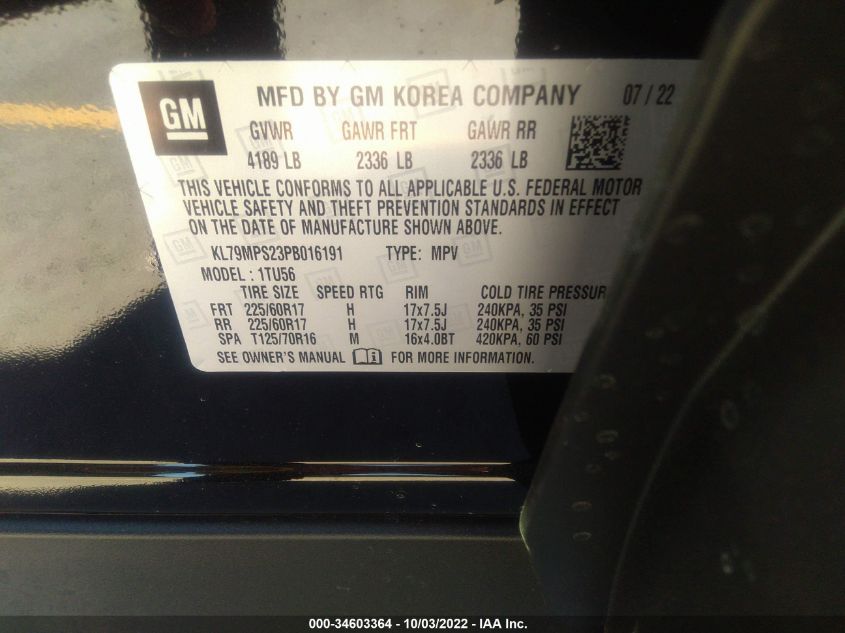 GM
MFD BY GM KOREA COMPANY 07 / 22
GVWR GAWR FRT GAWR RR
4189 LB 2336 LB 2336 LB
THIS VEHICLE CONFORMS TO ALL APPLICABLE U.S. FEDERAL MOTOR
VEHICLE SAFETY AND THEFT PREVENTION STANDARDS IN EFFECT
ON THE DATE OF MANUFACTURE SHOWN ABOVE.
KL79MPS23PB016191 TYPE: MPV
MODEL : 1TU56
TIRE SIZE SPEED RTG RIM COLD TIRE PRESSUR
FRT 225/60R17 H 17x7.5J 240KPA, 35 PSI
RR 225/60R17 H 17x7.5J 240KPA, 35 PSI
SPA T125/70R16 M 16x4.0BT 420KPA, 60 PSI
SEE OWNER'S MANUAL FOR MORE INFORMATION.
000-34603364 - 10/03/2022 - IAA Inc.